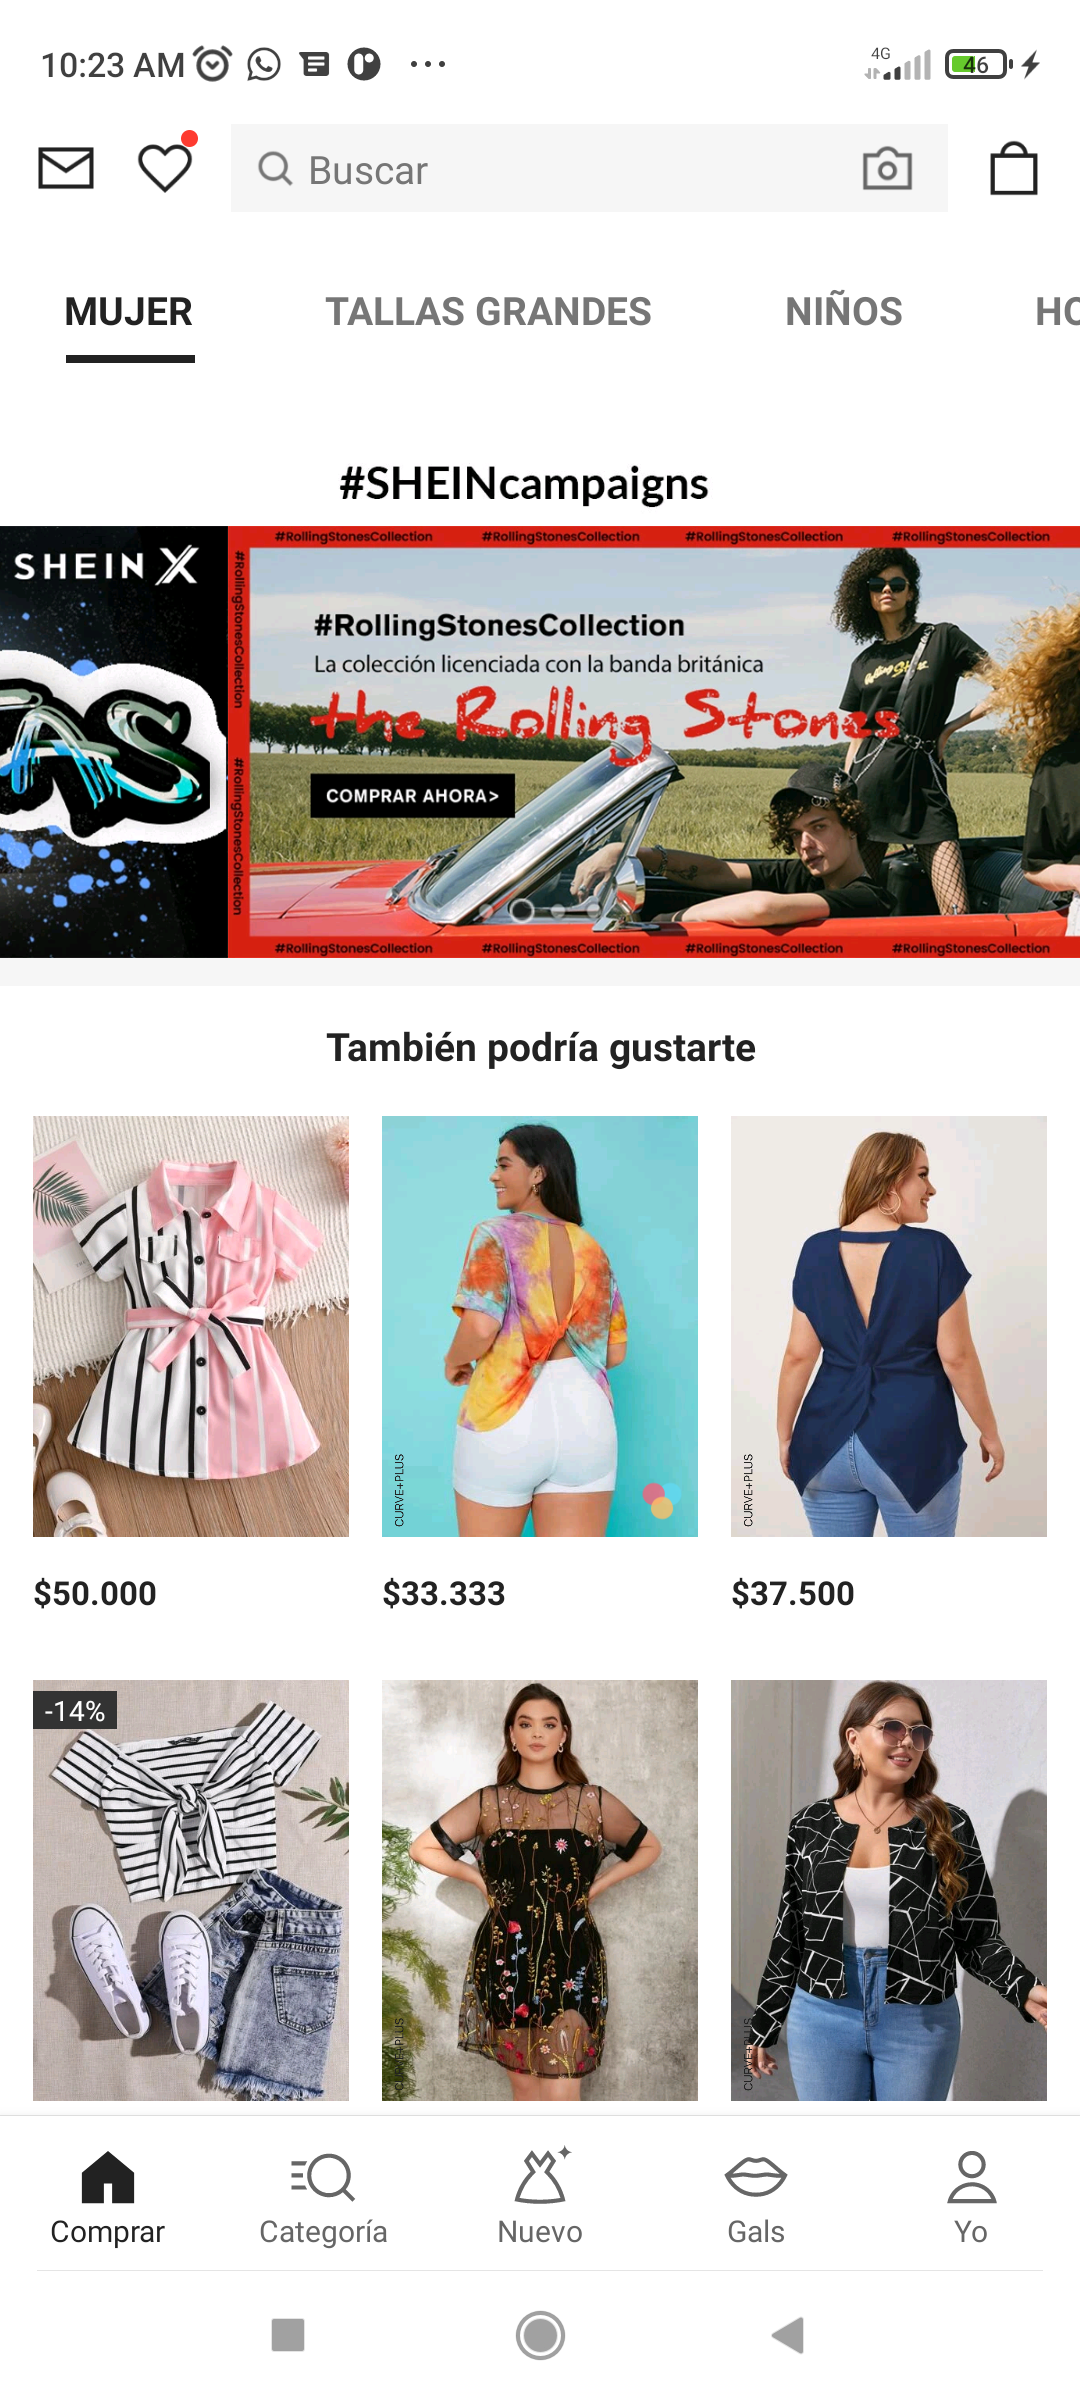 10:23 AM
4G
46
Buscar
MUJER
TALLAS GRANDES
NIÑOS
HO
#SHEINcampaigns
SHEIN X
AS
#RollingStonesCollection #RollingStonesCollection #RollingStonesCollection #RollingStonesCollection
#RollingStonesCollection #RollingStonesCollection
#RollingStonesCollection
La colección licenciada con la banda británica
the Rolling Stones
COMPRAR AHORA>
#RollingStonesCollection #RollingStonesCollection #RollingStonesCollection #RollingStonesCollection
También podría gustarte
CURVE+PLUS
CURVE+PLUS
$50.000
$33.333
$37.500
-14%
CURVE+PLUS
CURVE+PLUS
Comprar
Categoría
Nuevo
Gals
Yo